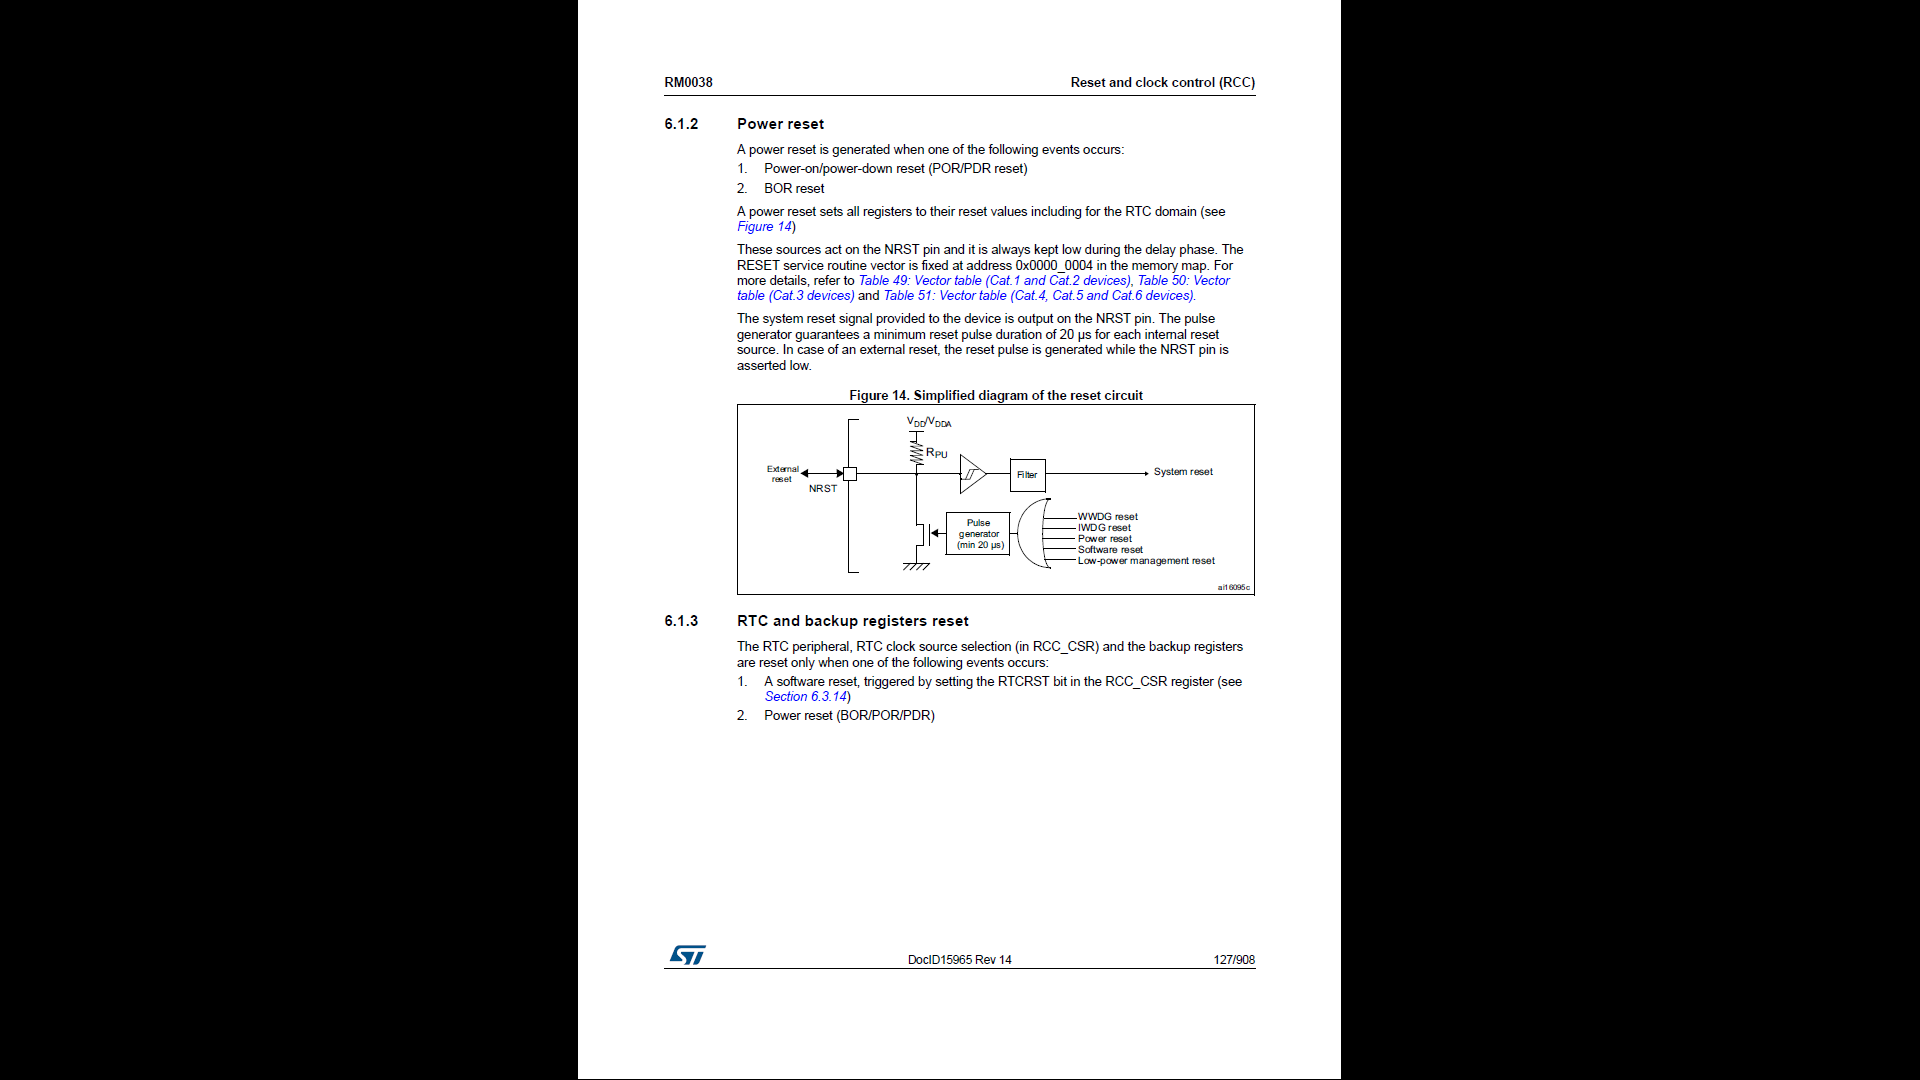 RM0038 Reset and clock control (RCC)
6.1.2 Power reset
A power reset is generated when one of the following events occurs:
1. Power-on/power-down reset (POR/PDR reset)
2. BOR reset
A power reset sets all registers to their reset values including for the RTC domain (see
Figure 14)
These sources act on the NRST pin and it is always kept low during the delay phase. The
RESET service routine vector is fixed at address 0x0000_0004 in the memory map. For
more details, refer to Table 49: Vector table (Cat.1 and Cat.2 devices), Table 50: Vector
table (Cat.3 devices) and Table 51: Vector table (Cat.4, Cat.5 and Cat.6 devices).
The system reset signal provided to the device is output on the NRST pin. The pulse
generator guarantees a minimum reset pulse duration of 20 µs for each internal reset
source. In case of an external reset, the reset pulse is generated while the NRST pin is
asserted low.
Figure 14. Simplified diagram of the reset circuit
VDD/VDDA
RPU
External
reset
NRST
Filter
System reset
Pulse
generator
(min 20 µs)
WWDG reset
IWDG reset
Power reset
Software reset
Low-power management reset
ai16095c
6.1.3 RTC and backup registers reset
The RTC peripheral, RTC clock source selection (in RCC_CSR) and the backup registers
are reset only when one of the following events occurs:
1. A software reset, triggered by setting the RTCRST bit in the RCC_CSR register (see
Section 6.3.14)
2. Power reset (BOR/POR/PDR)
ST DocID15965 Rev 14 127/908